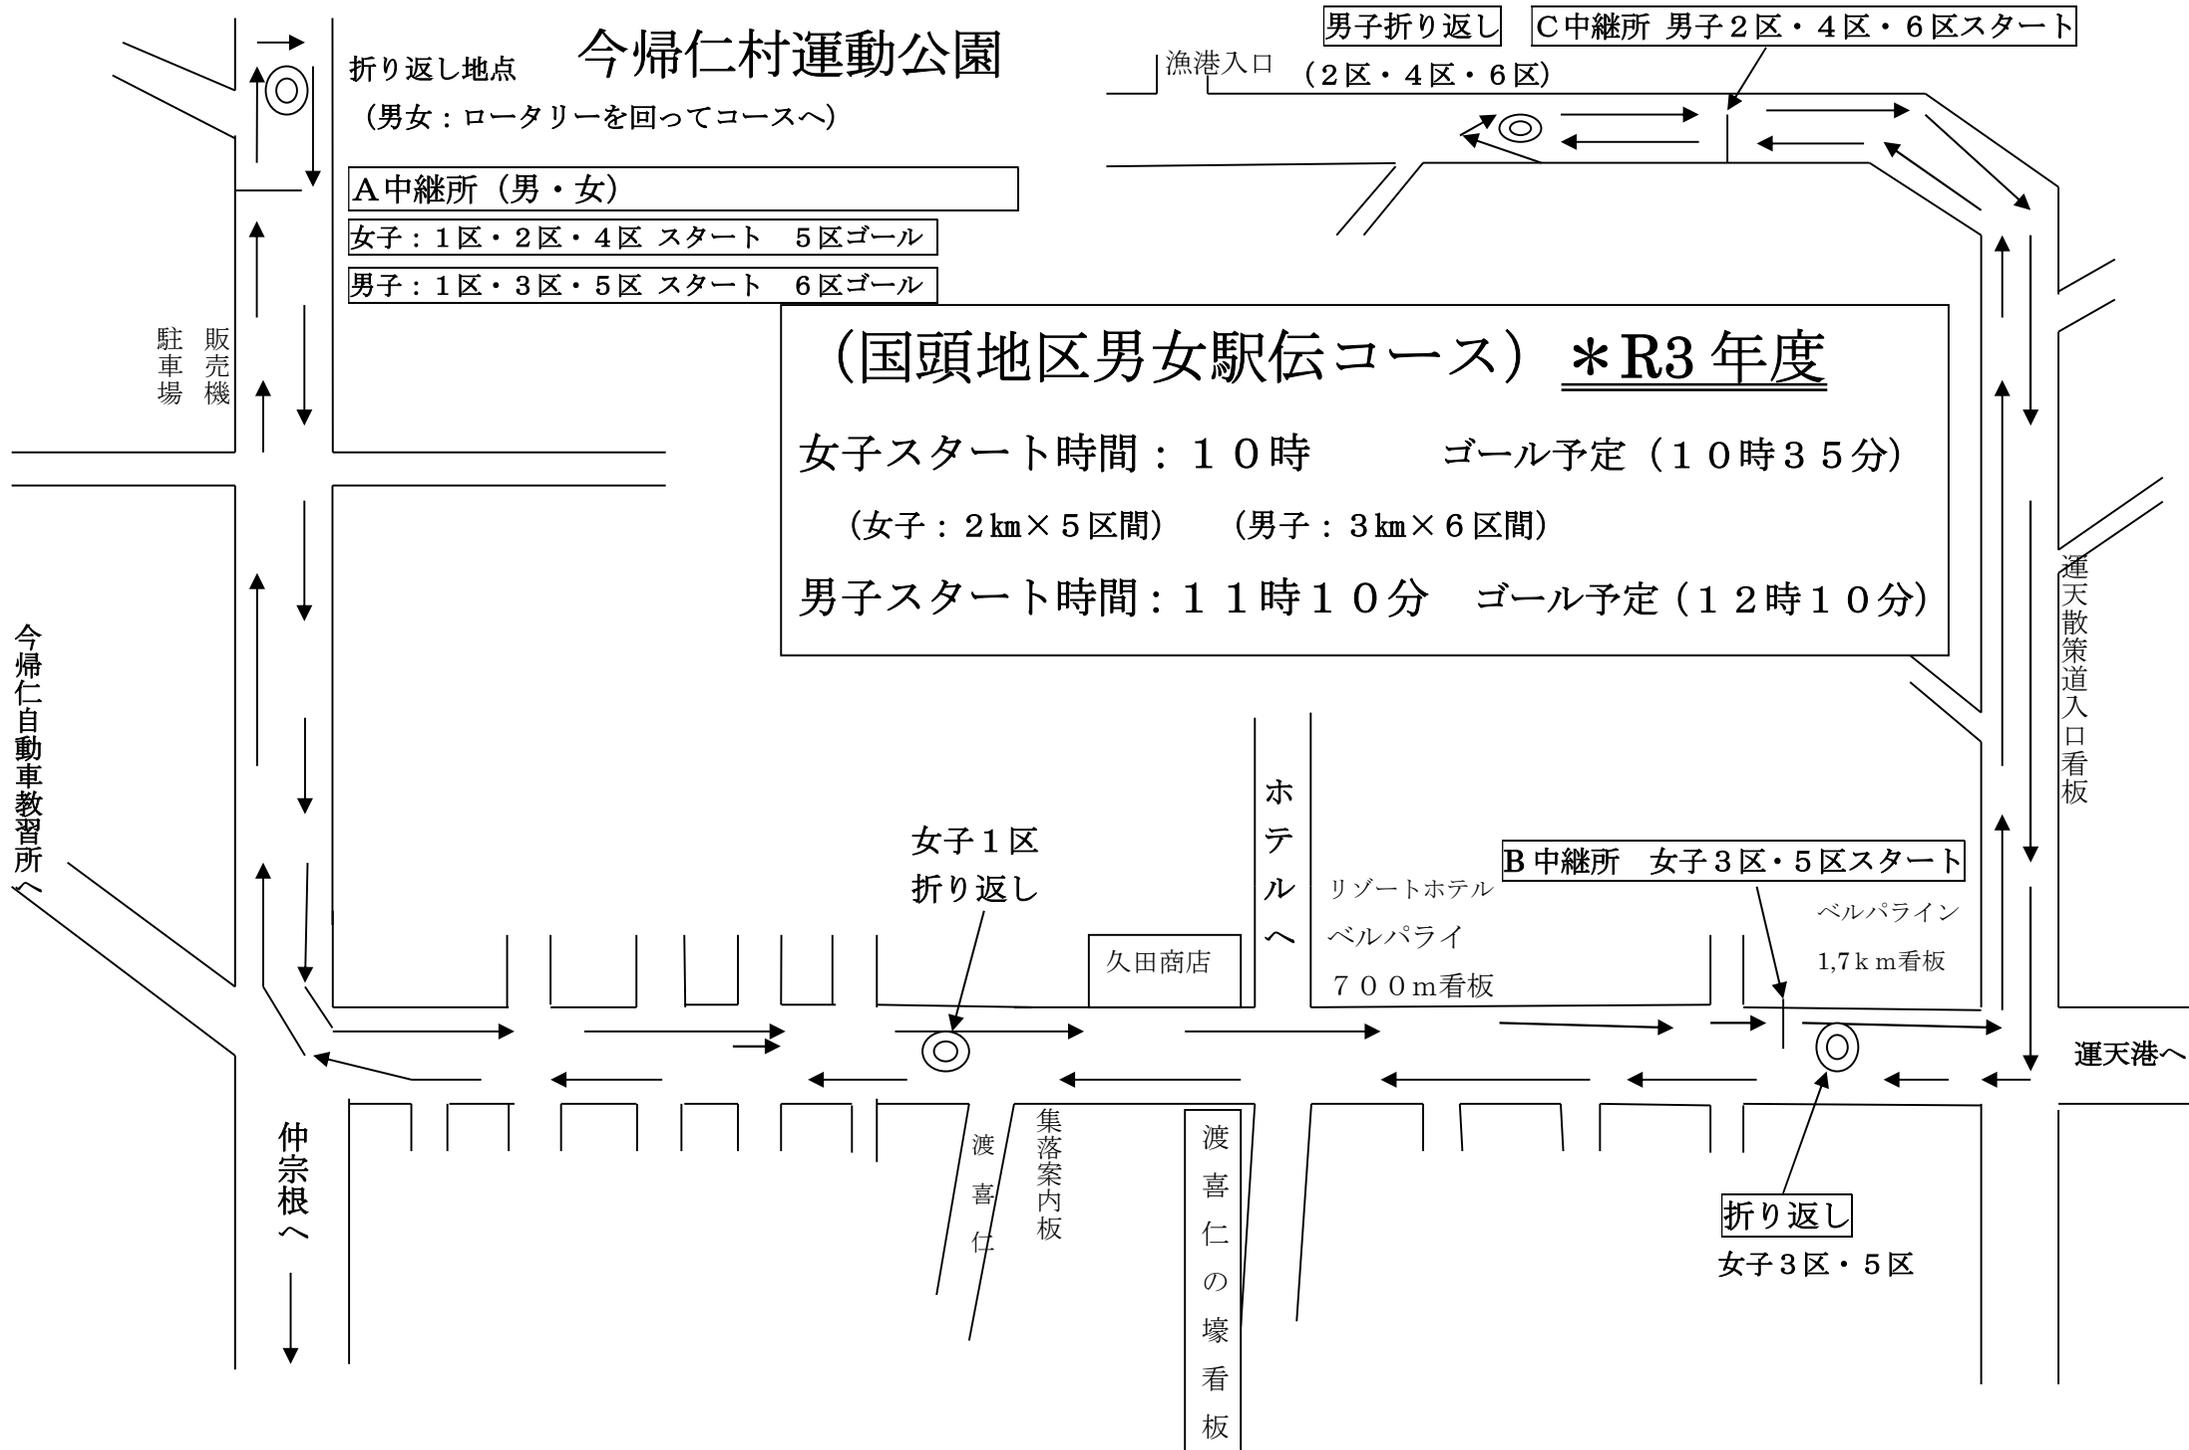 今帰仁村運動公園
折り返し地点
（男女：ロータリーを回ってコースへ）
男子折り返し
（２区・４区・６区）
Ｃ中継所 男子２区・４区・６区スタート
漁港入口
Ａ中継所（男・女）
女子：１区・２区・４区 スタート　５区ゴール
男子：１区・３区・５区 スタート　６区ゴール
販売機
駐車場
（国頭地区男女駅伝コース）＊R3 年度
女子スタート時間：１０時　ゴール予定（１０時３５分）
（女子：２㎞×５区間）　（男子：３㎞×６区間）
男子スタート時間：１１時１０分　ゴール予定（１２時１０分）
運天散策道入口看板
今帰仁自動車教習所へ
ホテルへ
女子１区
折り返し
B 中継所　女子３区・５区スタート
リゾートホテル
ベルパライ
７００ｍ看板
ベルパライン
1,7ｋｍ看板
久田商店
運天港へ
仲宗根へ
渡喜仁
集落案内板
渡喜仁の壕看板
折り返し
女子３区・５区